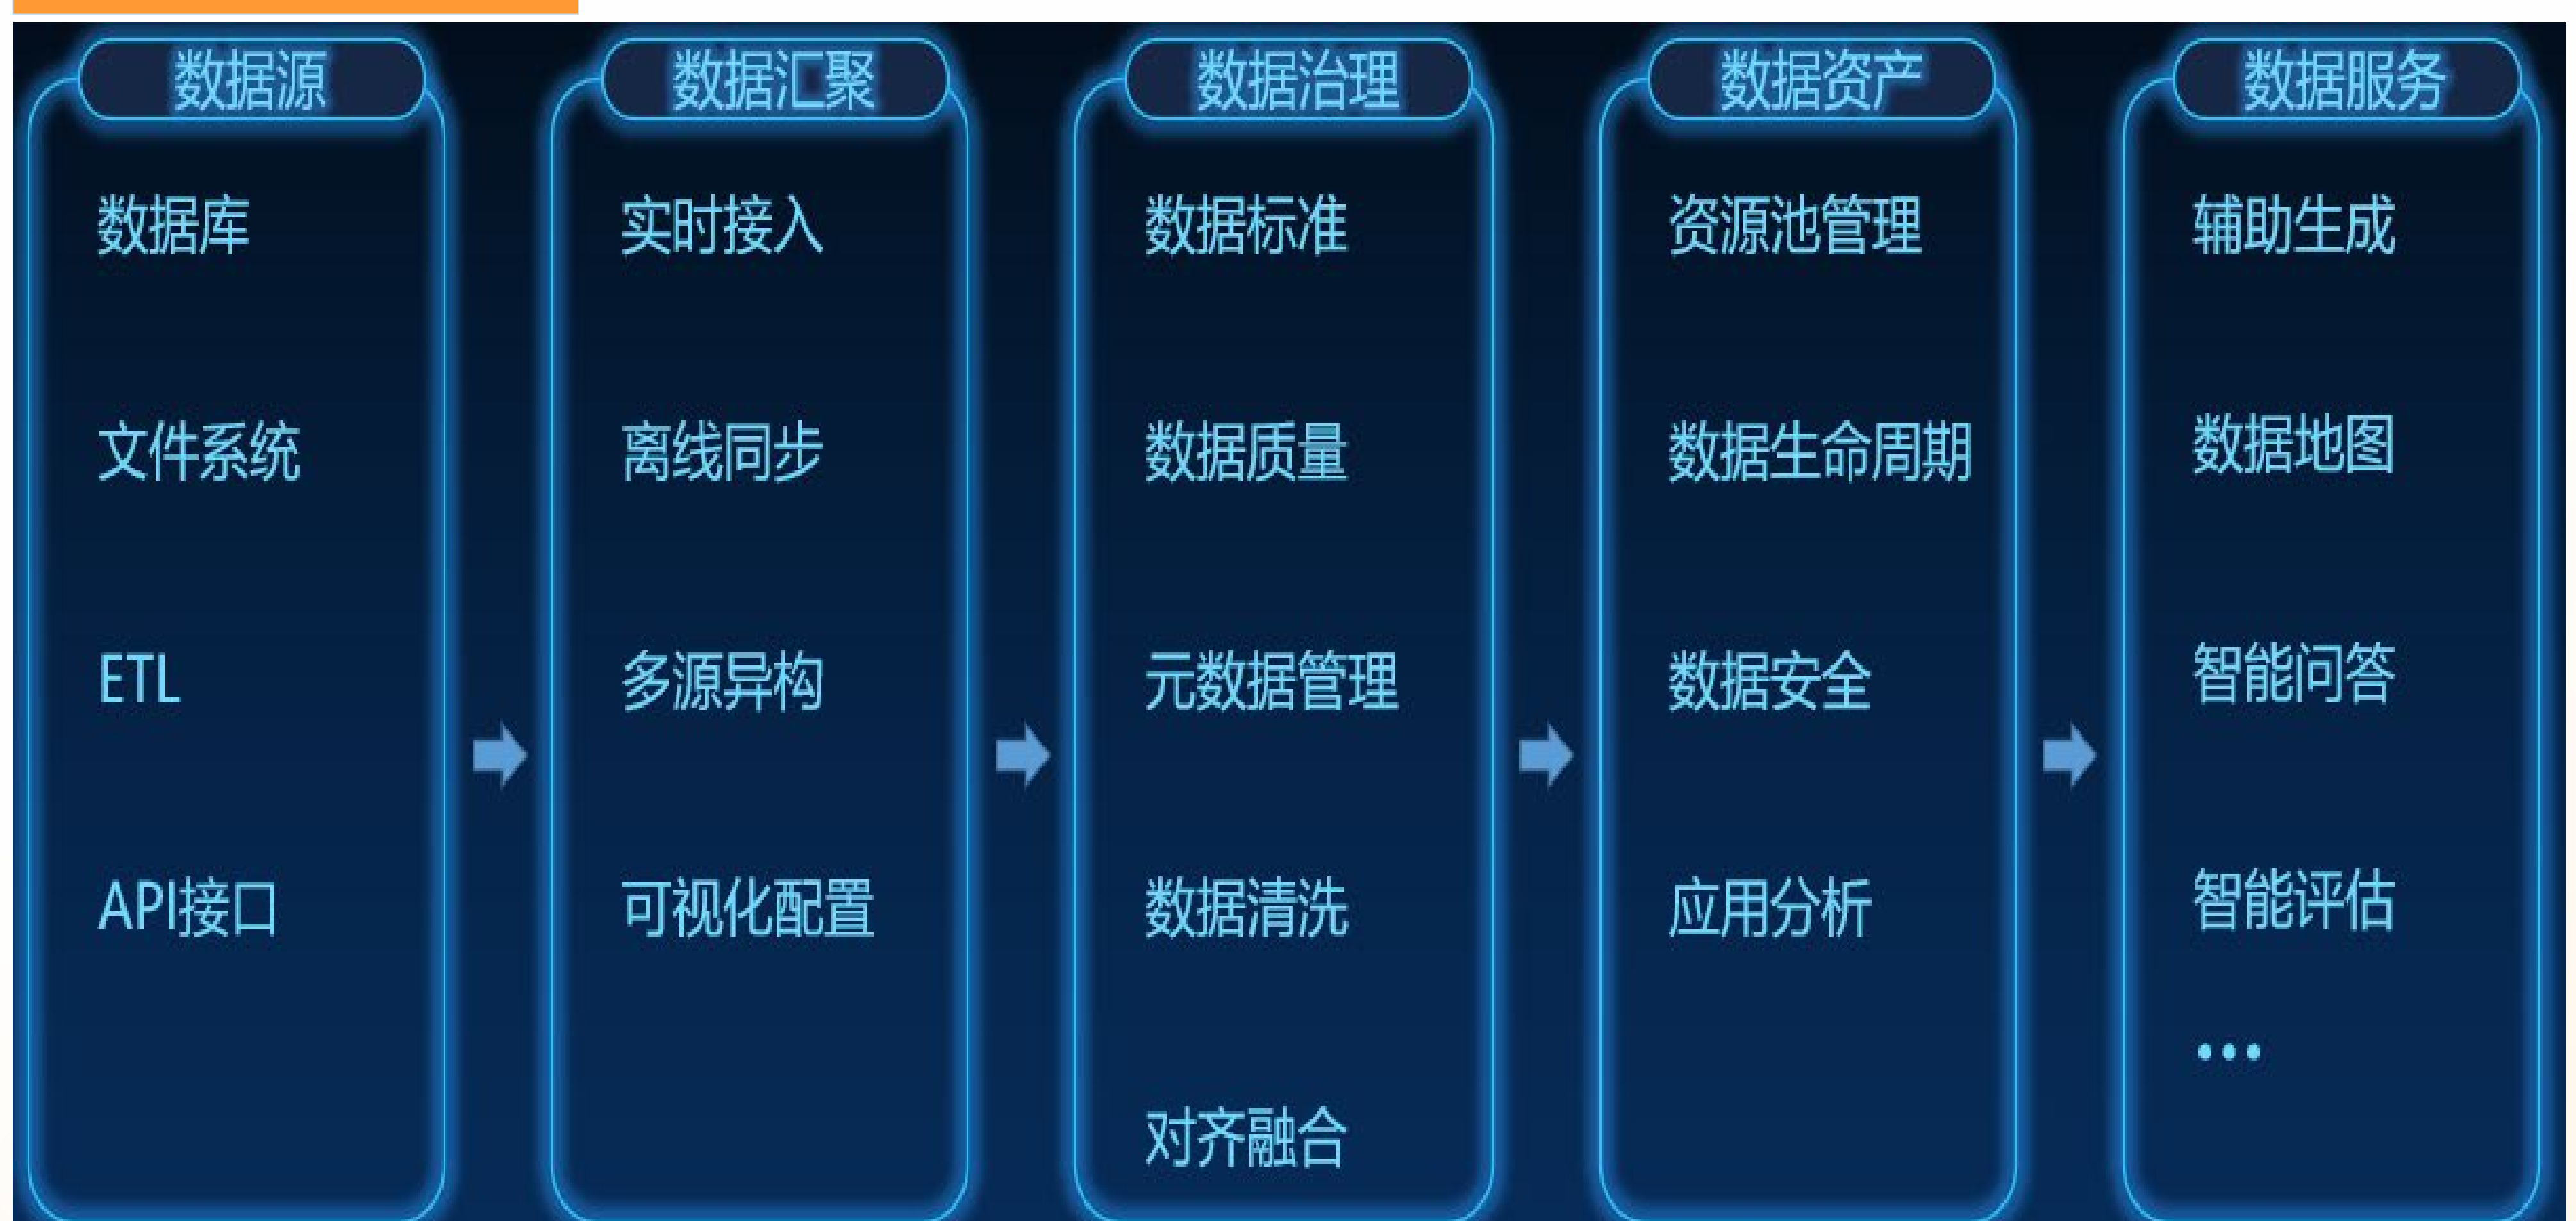 数据源
数据库
文件系统
ETL
API接口
数据汇聚
实时接入
离线同步
多源异构
可视化配置
数据治理
数据标准
数据质量
元数据管理
数据清洗
对齐融合
数据资产
资源池管理
数据生命周期
数据安全
应用分析
数据服务
辅助生成
数据地图
智能问答
智能评估
•••